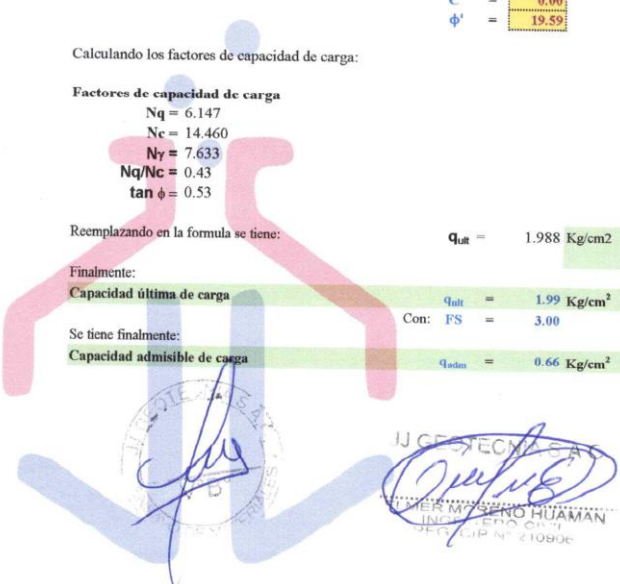 C = 0.00
ϕ' = 19.59
Calculando los factores de capacidad de carga:
Factores de capacidad de carga
Nq = 6.147
Nc = 14.460
Nγ = 7.633
Nq/Nc = 0.43
tan ϕ = 0.53
Reemplazando en la formula se tiene: qult = 1.988 Kg/cm2
Finalmente:
Capacidad última de carga qult = 1.99 Kg/cm²
Con: FS = 3.00
Se tiene finalmente:
Capacidad admisible de carga qadm = 0.66 Kg/cm²
JJ GEOTECNIA S A C
MORENO HUAMAN
CIP N° 210906